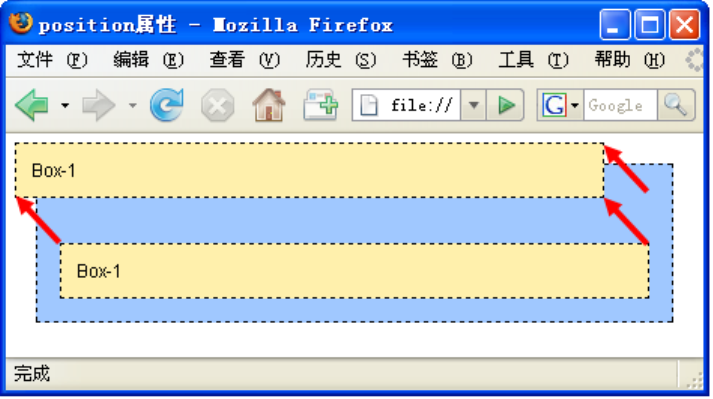 position属性 - Mozilla Firefox
文件 (F) 编辑 (E) 查看 (V) 历史 (S) 书签 (B) 工具 (T) 帮助 (H)
file:// G Google
Box-1
Box-1
完成